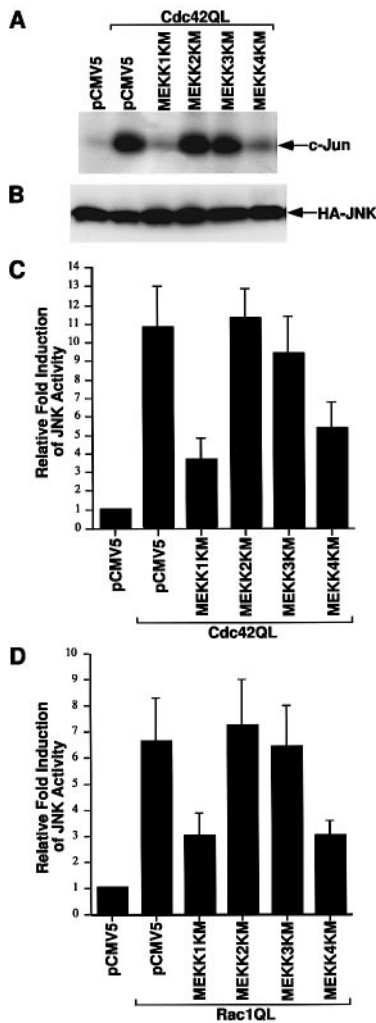 A
Cdc42QL
pCMV5
pCMV5
MEKK1KM
MEKK2KM
MEKK3KM
MEKK4KM
c-Jun
B
HA-JNK
C
Relative Fold Induction
of JNK Activity
14
13
12
11
10
9
8
7
6
5
4
3
2
1
0
pCMV5
pCMV5
MEKK1KM
MEKK2KM
MEKK3KM
MEKK4KM
Cdc42QL
D
Relative Fold Induction
of JNK Activity
10
9
8
7
6
5
4
3
2
1
0
pCMV5
pCMV5
MEKK1KM
MEKK2KM
MEKK3KM
MEKK4KM
Rac1QL